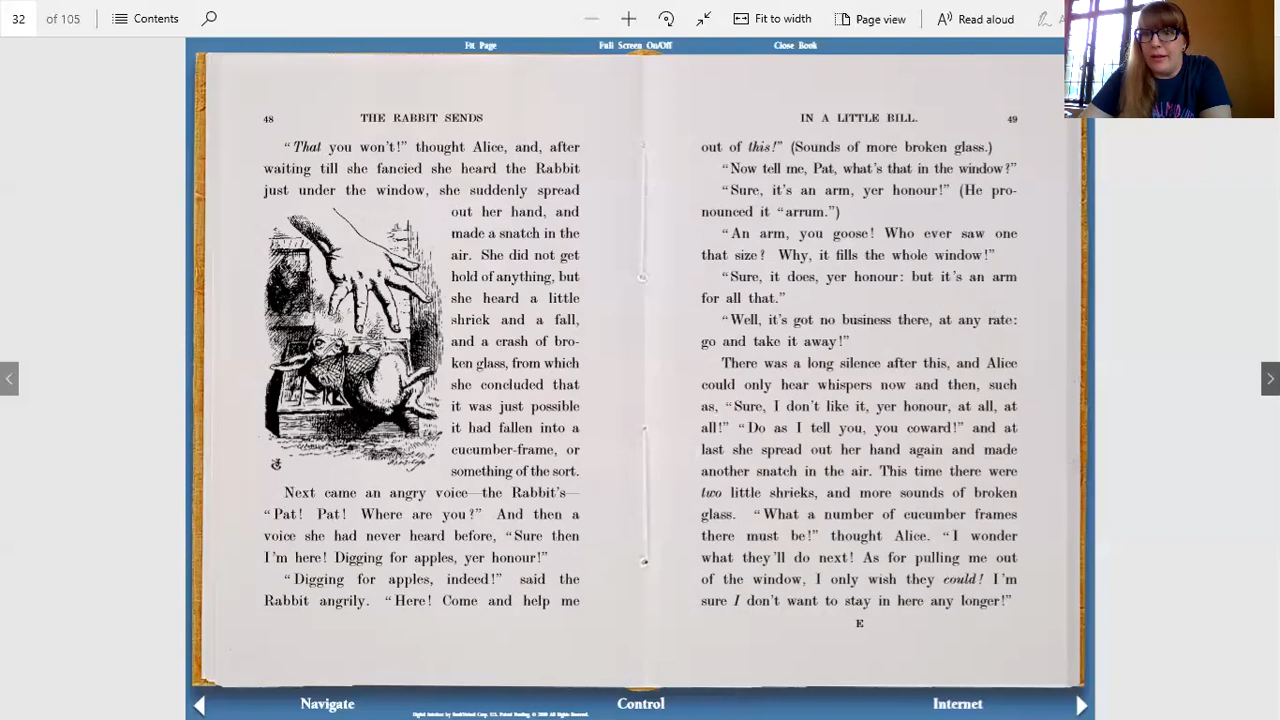 32
of 105
Contents
Fit to width
Page view
Read aloud
Fit Page
Full Screen On/Off
Close Book
48
THE RABBIT SENDS
“That you won’t!” thought Alice, and, after
waiting till she fancied she heard the Rabbit
just under the window, she suddenly spread
out her hand, and
made a snatch in the
air. She did not get
hold of anything, but
she heard a little
shriek and a fall,
and a crash of bro-
ken glass, from which
she concluded that
it was just possible
it had fallen into a
cucumber-frame, or
something of the sort.
Next came an angry voice—the Rabbit’s—
“Pat! Pat! Where are you?” And then a
voice she had never heard before, “Sure then
I’m here! Digging for apples, yer honour!”
“Digging for apples, indeed!” said the
Rabbit angrily. “Here! Come and help me
IN A LITTLE BILL.
49
out of this!” (Sounds of more broken glass.)
“Now tell me, Pat, what’s that in the window?”
“Sure, it’s an arm, yer honour!” (He pro-
nounced it “arrum.”)
“An arm, you goose! Who ever saw one
that size? Why, it fills the whole window!”
“Sure, it does, yer honour: but it’s an arm
for all that.”
“Well, it’s got no business there, at any rate:
go and take it away!”
There was a long silence after this, and Alice
could only hear whispers now and then, such
as, “Sure, I don’t like it, yer honour, at all, at
all!” “Do as I tell you, you coward!” and at
last she spread out her hand again and made
another snatch in the air. This time there were
two little shrieks, and more sounds of broken
glass. “What a number of cucumber frames
there must be!” thought Alice. “I wonder
what they’ll do next! As for pulling me out
of the window, I only wish they could! I’m
sure I don’t want to stay in here any longer!”
E
Navigate
Control
Internet